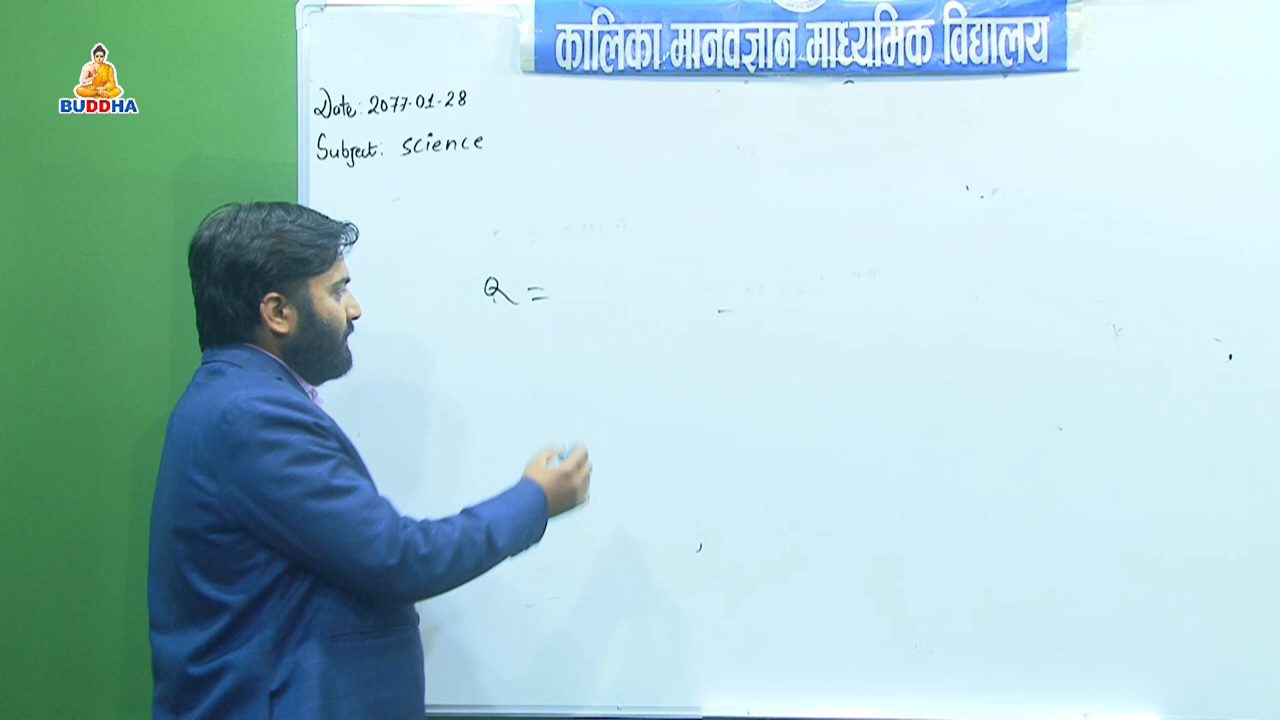 कालिका मानवज्ञान माध्यमिक विद्यालय
BUDDHA
Date: 2077-01-28
Subject: science
Q =